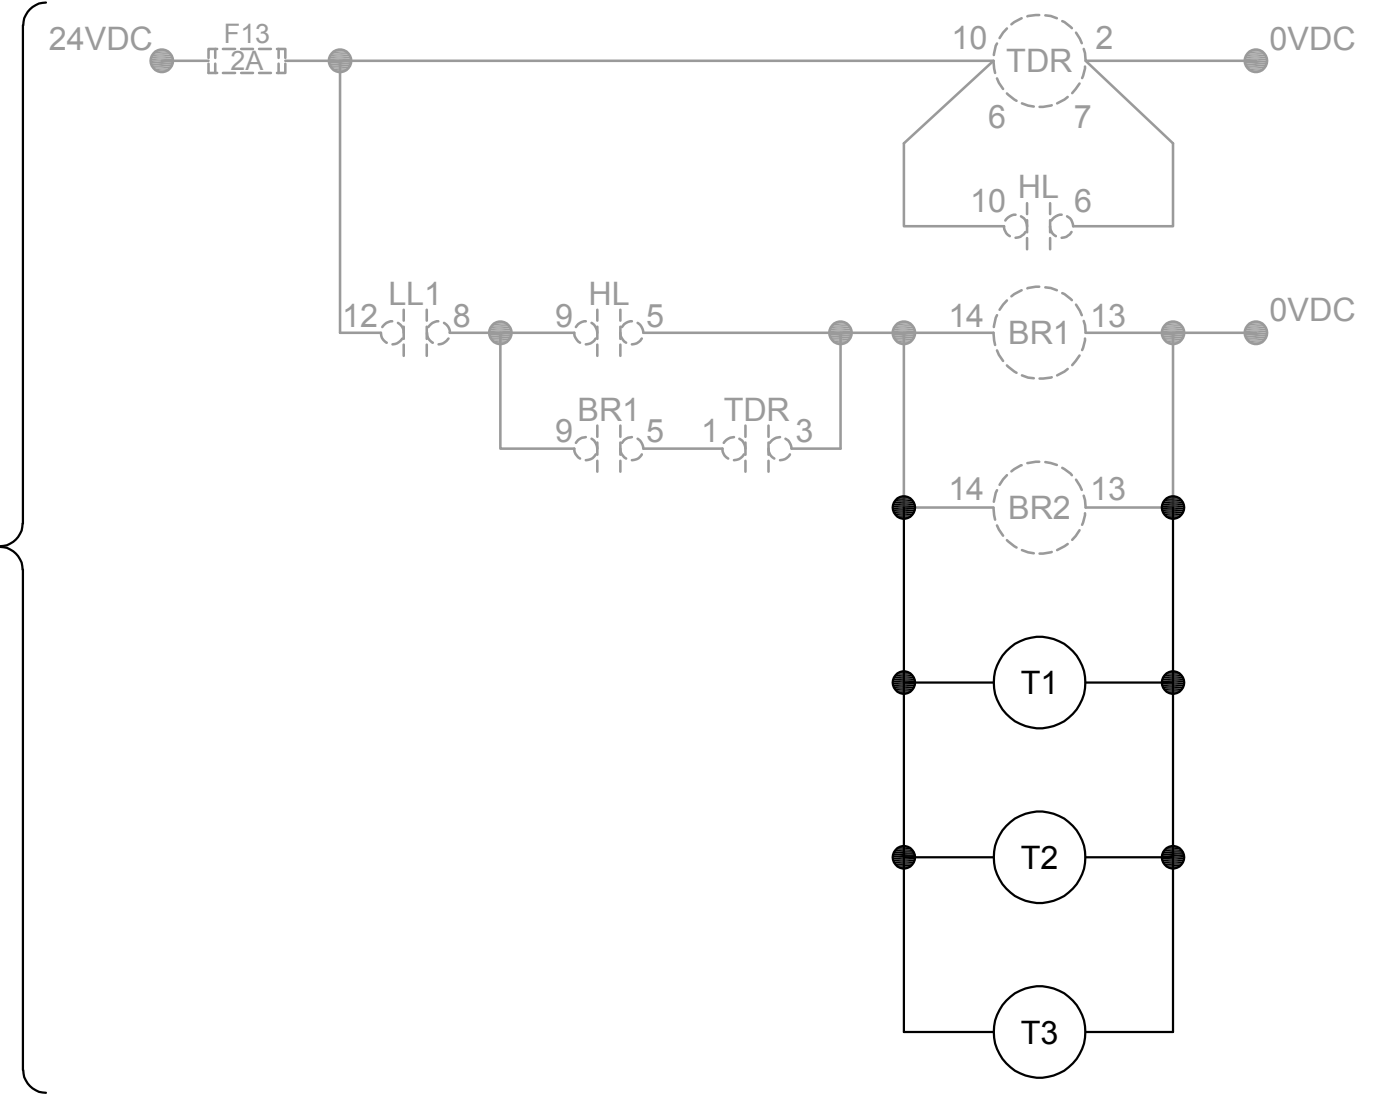 24VDC F13 2A 10 TDR 2 0VDC
6 7
10 HL 6
12 LL1 8 9 HL 5 14 BR1 13 0VDC
9 BR1 5 1 TDR 3
14 BR2 13
T1
T2
T3